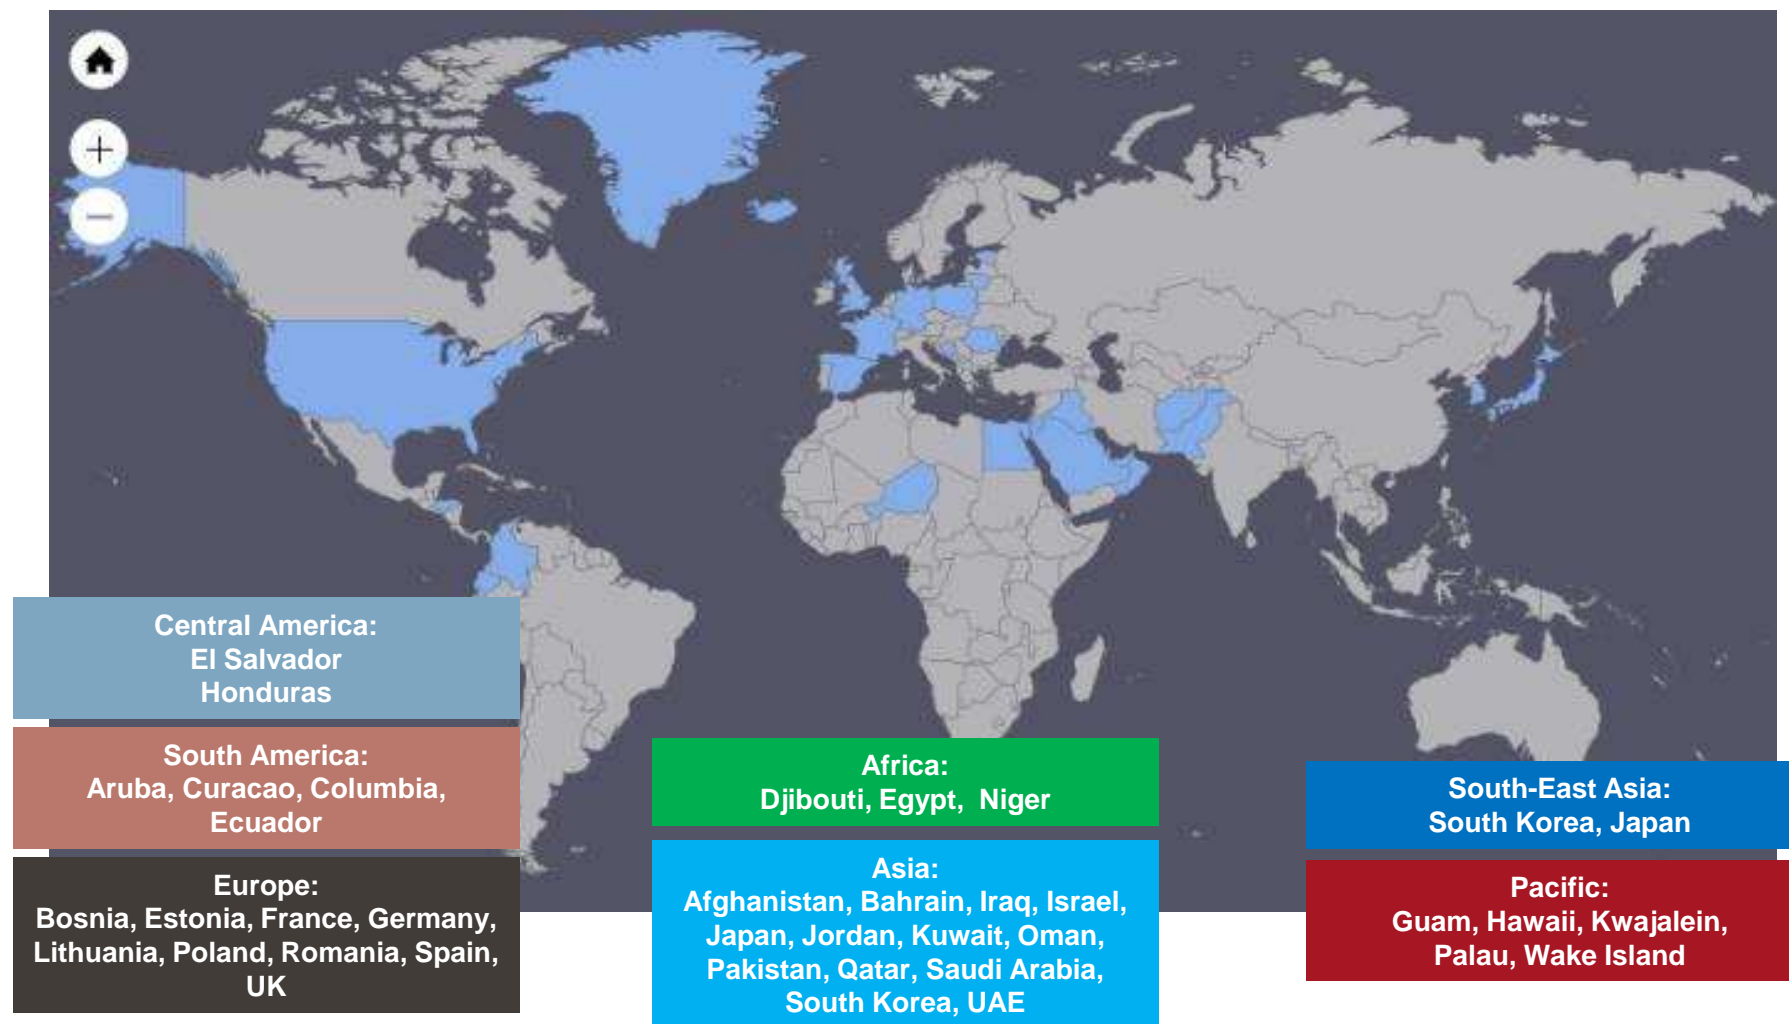 Central America:
El Salvador
Honduras
South America:
Aruba, Curacao, Columbia,
Ecuador
Europe:
Bosnia, Estonia, France, Germany,
Lithuania, Poland, Romania, Spain,
UK
Africa:
Djibouti, Egypt,  Niger
Asia:
Afghanistan, Bahrain, Iraq, Israel,
Japan, Jordan, Kuwait, Oman,
Pakistan, Qatar, Saudi Arabia,
South Korea, UAE
South-East Asia:
South Korea, Japan
Pacific:
Guam, Hawaii, Kwajalein,
Palau, Wake Island